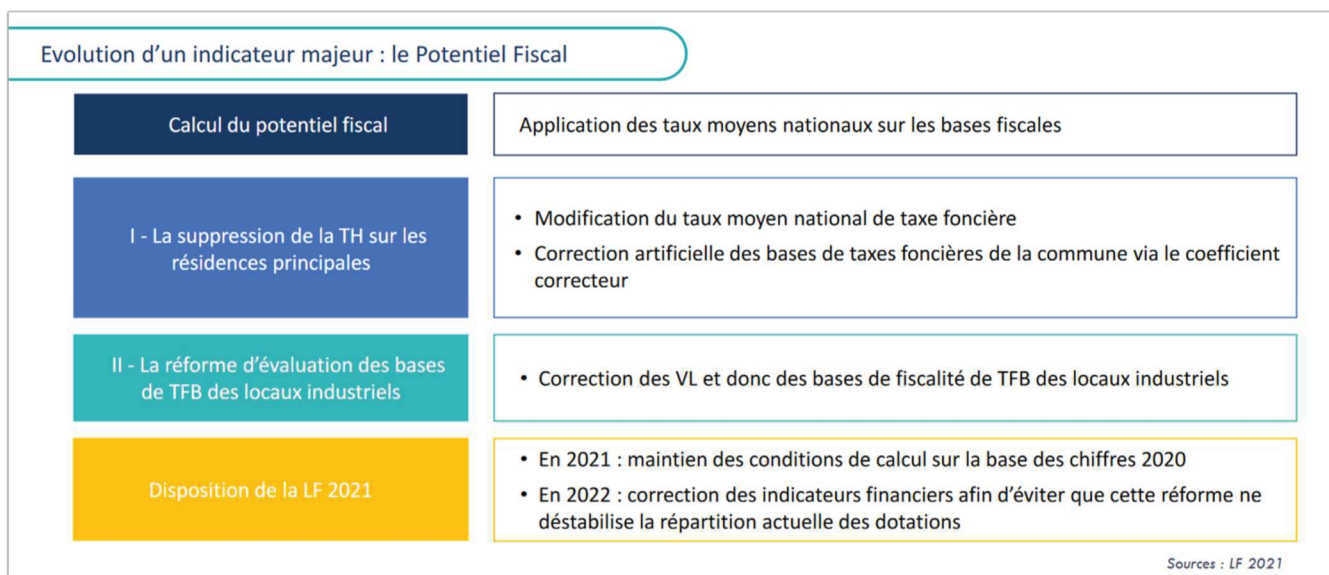 Evolution d’un indicateur majeur : le Potentiel Fiscal
Calcul du potentiel fiscal
Application des taux moyens nationaux sur les bases fiscales
I - La suppression de la TH sur les
résidences principales
• Modification du taux moyen national de taxe foncière
• Correction artificielle des bases de taxes foncières de la commune via le coefficient
correcteur
II - La réforme d’évaluation des bases
de TFB des locaux industriels
• Correction des VL et donc des bases de fiscalité de TFB des locaux industriels
Disposition de la LF 2021
• En 2021 : maintien des conditions de calcul sur la base des chiffres 2020
• En 2022 : correction des indicateurs financiers afin d’éviter que cette réforme ne
déstabilise la répartition actuelle des dotations
Sources : LF 2021